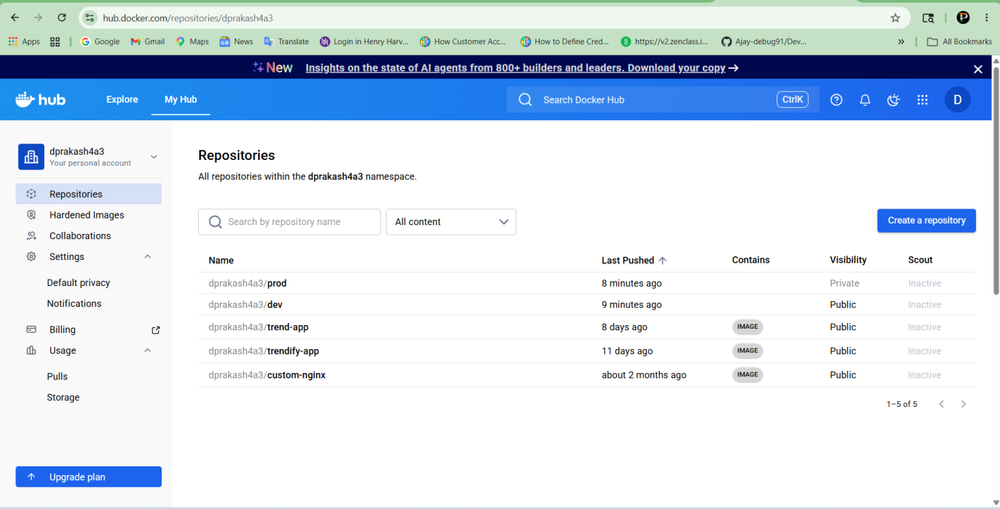 hub.docker.com/repositories/dprakash4a3
Apps Google Gmail Maps News Translate Login in Henry Harv... How Customer Acc... How to Define Cred... https://v2.zenclass.i... Ajay-debug91/Dev... » All Bookmarks
New Insights on the state of AI agents from 800+ builders and leaders. Download your copy →
hub Explore My Hub Search Docker Hub CtrlK D
dprakash4a3
Your personal account
Repositories
Hardened Images
Collaborations
Settings
Default privacy
Notifications
Billing
Usage
Pulls
Storage
Upgrade plan
Repositories
All repositories within the dprakash4a3 namespace.
Search by repository name All content Create a repository
Name Last Pushed Contains Visibility Scout
dprakash4a3/prod 8 minutes ago Private Inactive
dprakash4a3/dev 9 minutes ago Public Inactive
dprakash4a3/trend-app 8 days ago IMAGE Public Inactive
dprakash4a3/trendify-app 11 days ago IMAGE Public Inactive
dprakash4a3/custom-nginx about 2 months ago IMAGE Public Inactive
1–5 of 5